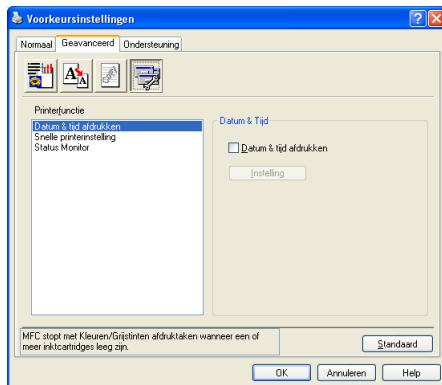 Voorkeursinstellingen
Normaal Geavanceerd Ondersteuning
Printerfunctie
Datum & tijd afdrukken
Snelle printerinstelling
Status Monitor
Datum & Tijd
Datum & tijd afdrukken
Instelling
MFC stopt met Kleuren/Grijstinten afdruktaken wanneer een of
meer inktcartridges leeg zijn.
Standaard
OK Annuleren Help